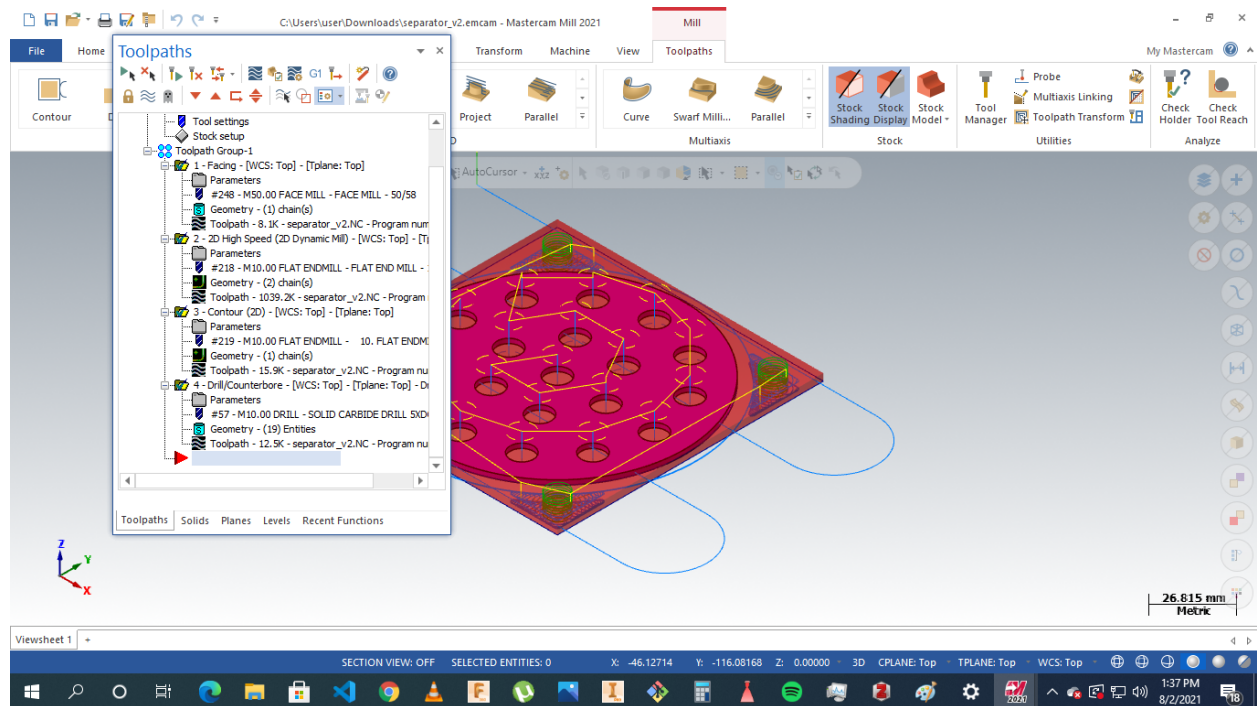 C:\Users\user\Downloads\separator_v2.emcam - Mastercam Mill 2021
Mill
File
Home
Transform
Machine
View
Toolpaths
My Mastercam
Toolpaths
G1
Contour
Project
Parallel
Curve
Swarf Milli...
Parallel
Multiaxis
Stock Shading
Stock Display
Stock Model
Stock
Tool Manager
Probe
Multiaxis Linking
Toolpath Transform
Utilities
Check Holder
Check Tool Reach
Analyze
AutoCursor
Tool settings
Stock setup
Toolpath Group-1
1 - Facing - [WCS: Top] - [Tplane: Top]
Parameters
#248 - M50.00 FACE MILL - FACE MILL - 50/58
Geometry - (1) chain(s)
Toolpath - 8.1K - separator_v2.NC - Program num
2 - 2D High Speed (2D Dynamic Mill) - [WCS: Top] - [T
Parameters
#218 - M10.00 FLAT ENDMILL - FLAT END MILL -
Geometry - (2) chain(s)
Toolpath - 1039.2K - separator_v2.NC - Program
3 - Contour (2D) - [WCS: Top] - [Tplane: Top]
Parameters
#219 - M10.00 FLAT ENDMILL - 10. FLAT ENDM
Geometry - (1) chain(s)
Toolpath - 15.9K - separator_v2.NC - Program nu
4 - Drill/Counterbore - [WCS: Top] - [Tplane: Top] - D
Parameters
#57 - M10.00 DRILL - SOLID CARBIDE DRILL 5XD
Geometry - (19) Entities
Toolpath - 12.5K - separator_v2.NC - Program nu
Toolpaths
Solids
Planes
Levels
Recent Functions
Z
Y
X
26.815 mm
Metric
Viewsheet 1
+
SECTION VIEW: OFF
SELECTED ENTITIES: 0
X: -46.12714
Y: -116.08168
Z: 0.00000
3D
CPLANE: Top
TPLANE: Top
WCS: Top
1:37 PM
8/2/2021
18